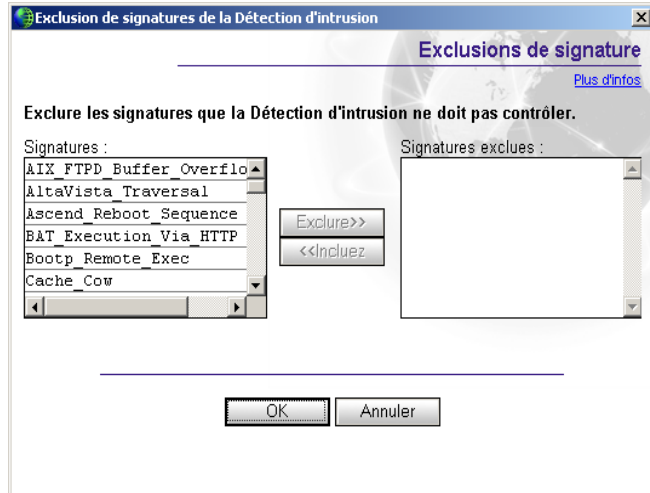 Exclusion de signatures de la Détection d'intrusion
Exclusions de signature
Plus d'infos
Exclure les signatures que la Détection d'intrusion ne doit pas contrôler.
Signatures :
AIX_FTPD_Buffer_Overflo
AltaVista_Traversal
Ascend_Reboot_Sequence
BAT_Execution_Via_HTTP
Bootp_Remote_Exec
Cache_Cow
Exclure>>
<<Incluez
Signatures exclues :
OK
Annuler